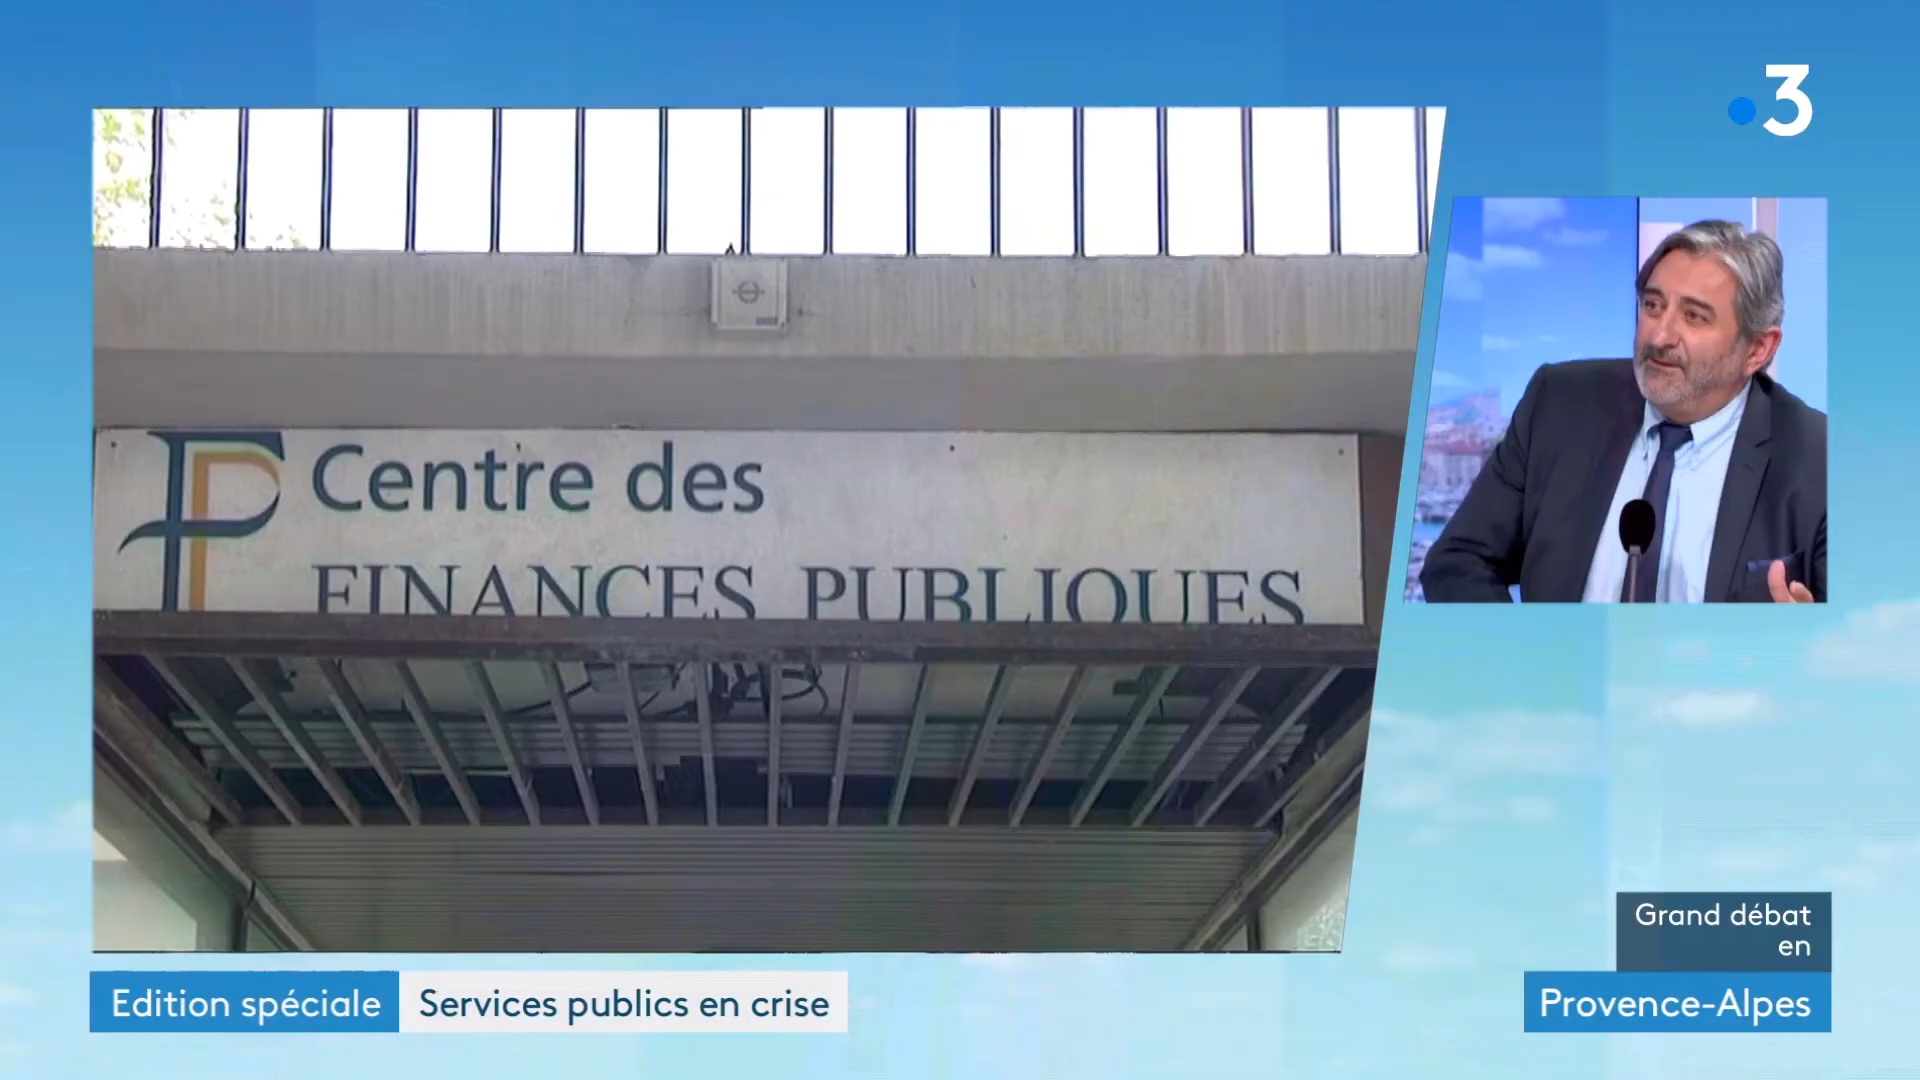 3
Centre des
FINANCES PUBLIQUES
Grand débat
en
Edition spéciale
Services publics en crise
Provence-Alpes